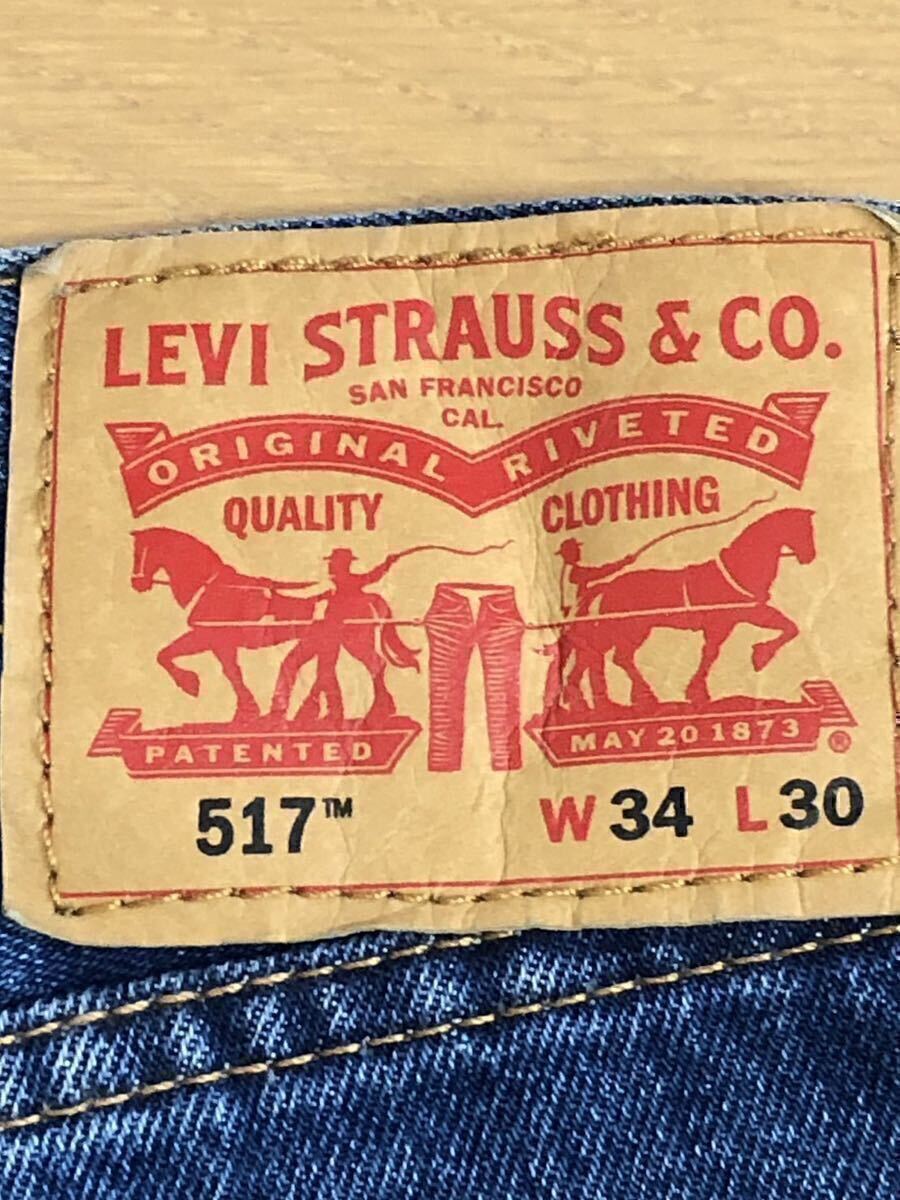 LEVI STRAUSS & CO.
SAN FRANCISCO
CAL.
ORIGINAL RIVETED
QUALITY CLOTHING
PATENTED MAY 20 1873 ®
517™ W 34 L 30